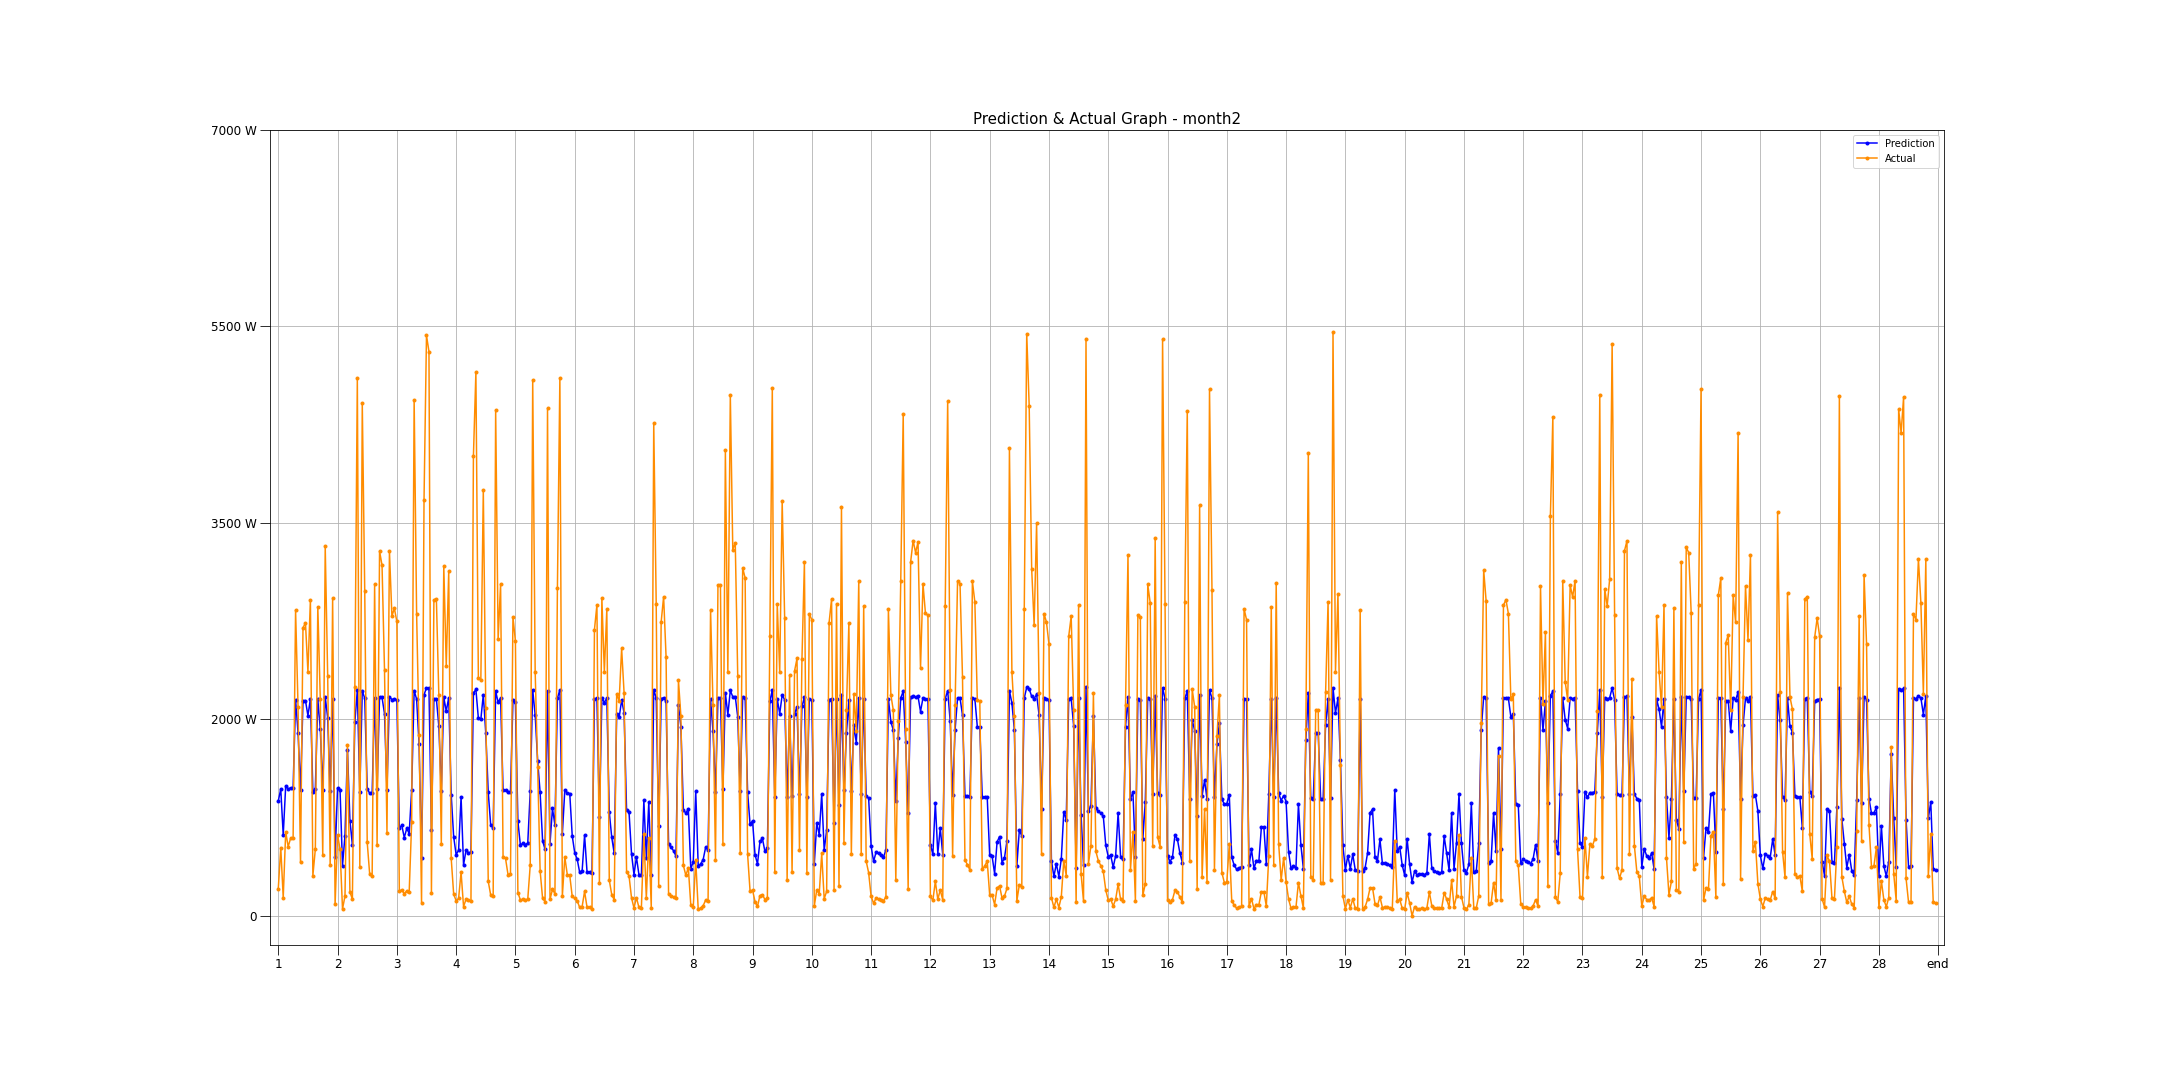 Prediction & Actual Graph - month2
7000 W
5500 W
3500 W
2000 W
0
Prediction
Actual
1 2 3 4 5 6 7 8 9 10 11 12 13 14 15 16 17 18 19 20 21 22 23 24 25 26 27 28 end